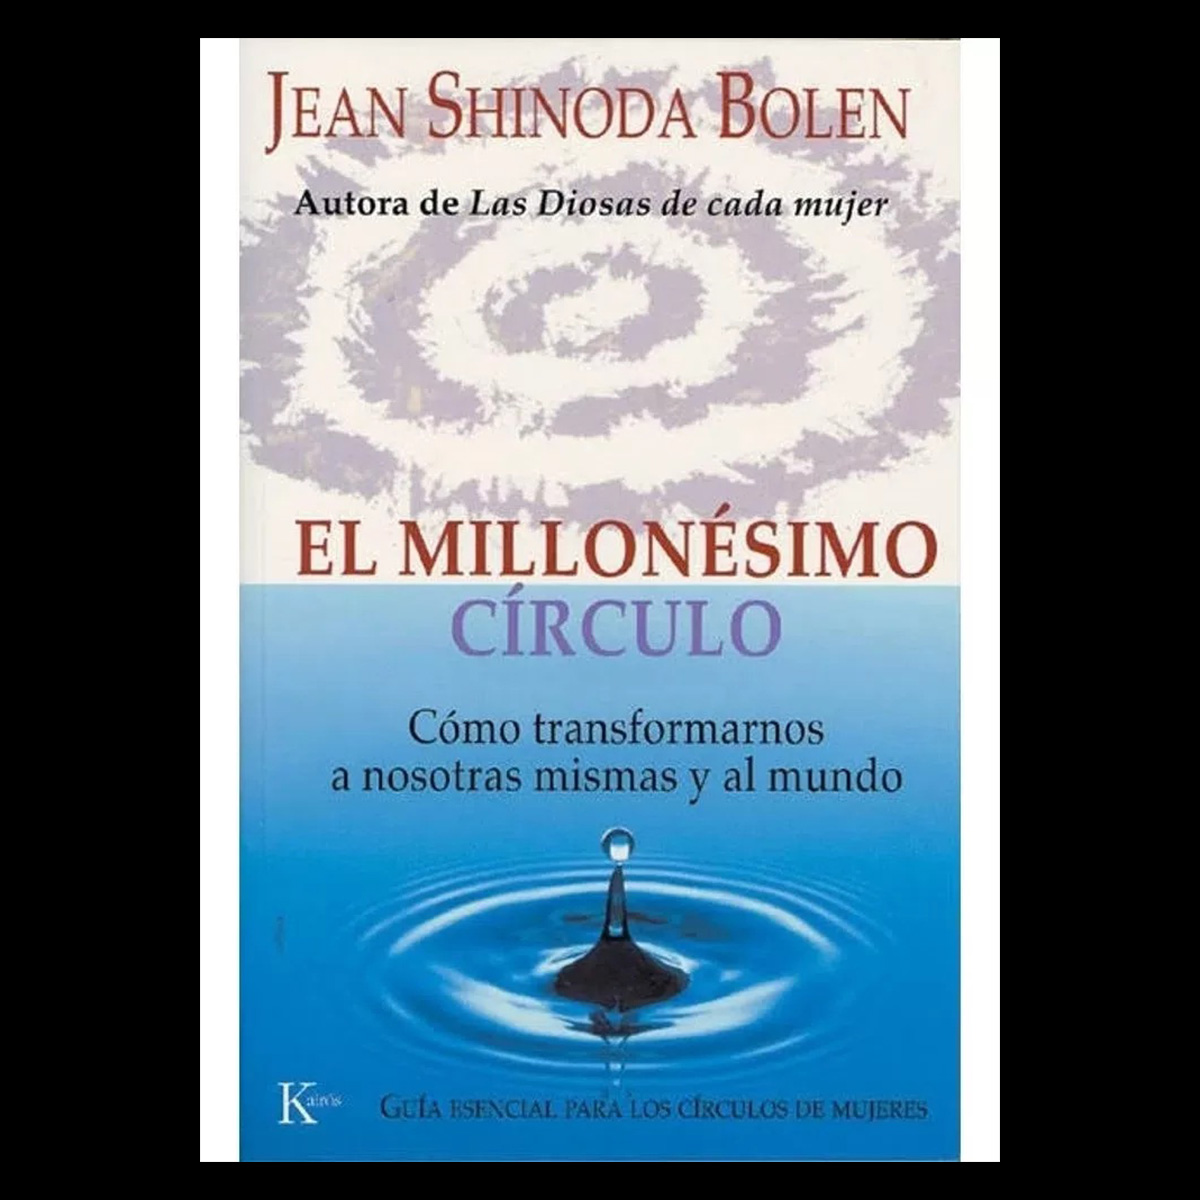 JEAN SHINODA BOLEN
Autora de Las Diosas de cada mujer
EL MILLONÉSIMO
CÍRCULO
Cómo transformarnos
a nosotras mismas y al mundo
Kairós
GUÍA ESENCIAL PARA LOS CÍRCULOS DE MUJERES